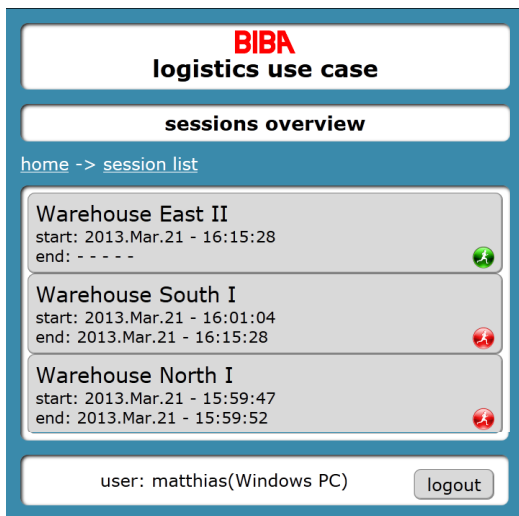 BIBA
logistics use case
sessions overview
home -> session list
Warehouse East II
start: 2013.Mar.21 - 16:15:28
end: - - - - -
Warehouse South I
start: 2013.Mar.21 - 16:01:04
end: 2013.Mar.21 - 16:15:28
Warehouse North I
start: 2013.Mar.21 - 15:59:47
end: 2013.Mar.21 - 15:59:52
user: matthias(Windows PC) logout